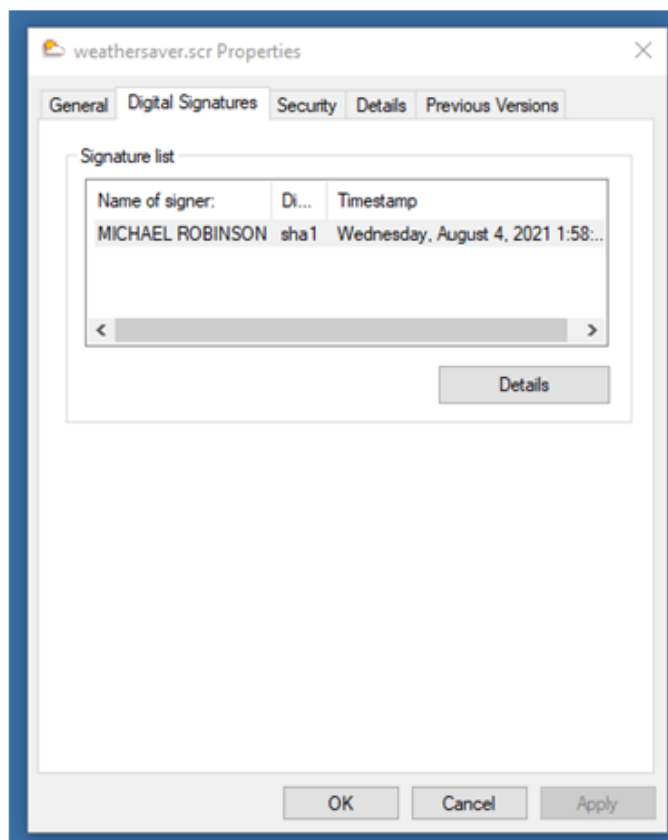 weathersaver.scr Properties
General Digital Signatures Security Details Previous Versions
Signature list
Name of signer: Di... Timestamp
MICHAEL ROBINSON sha1 Wednesday, August 4, 2021 1:58:..
Details
OK Cancel Apply